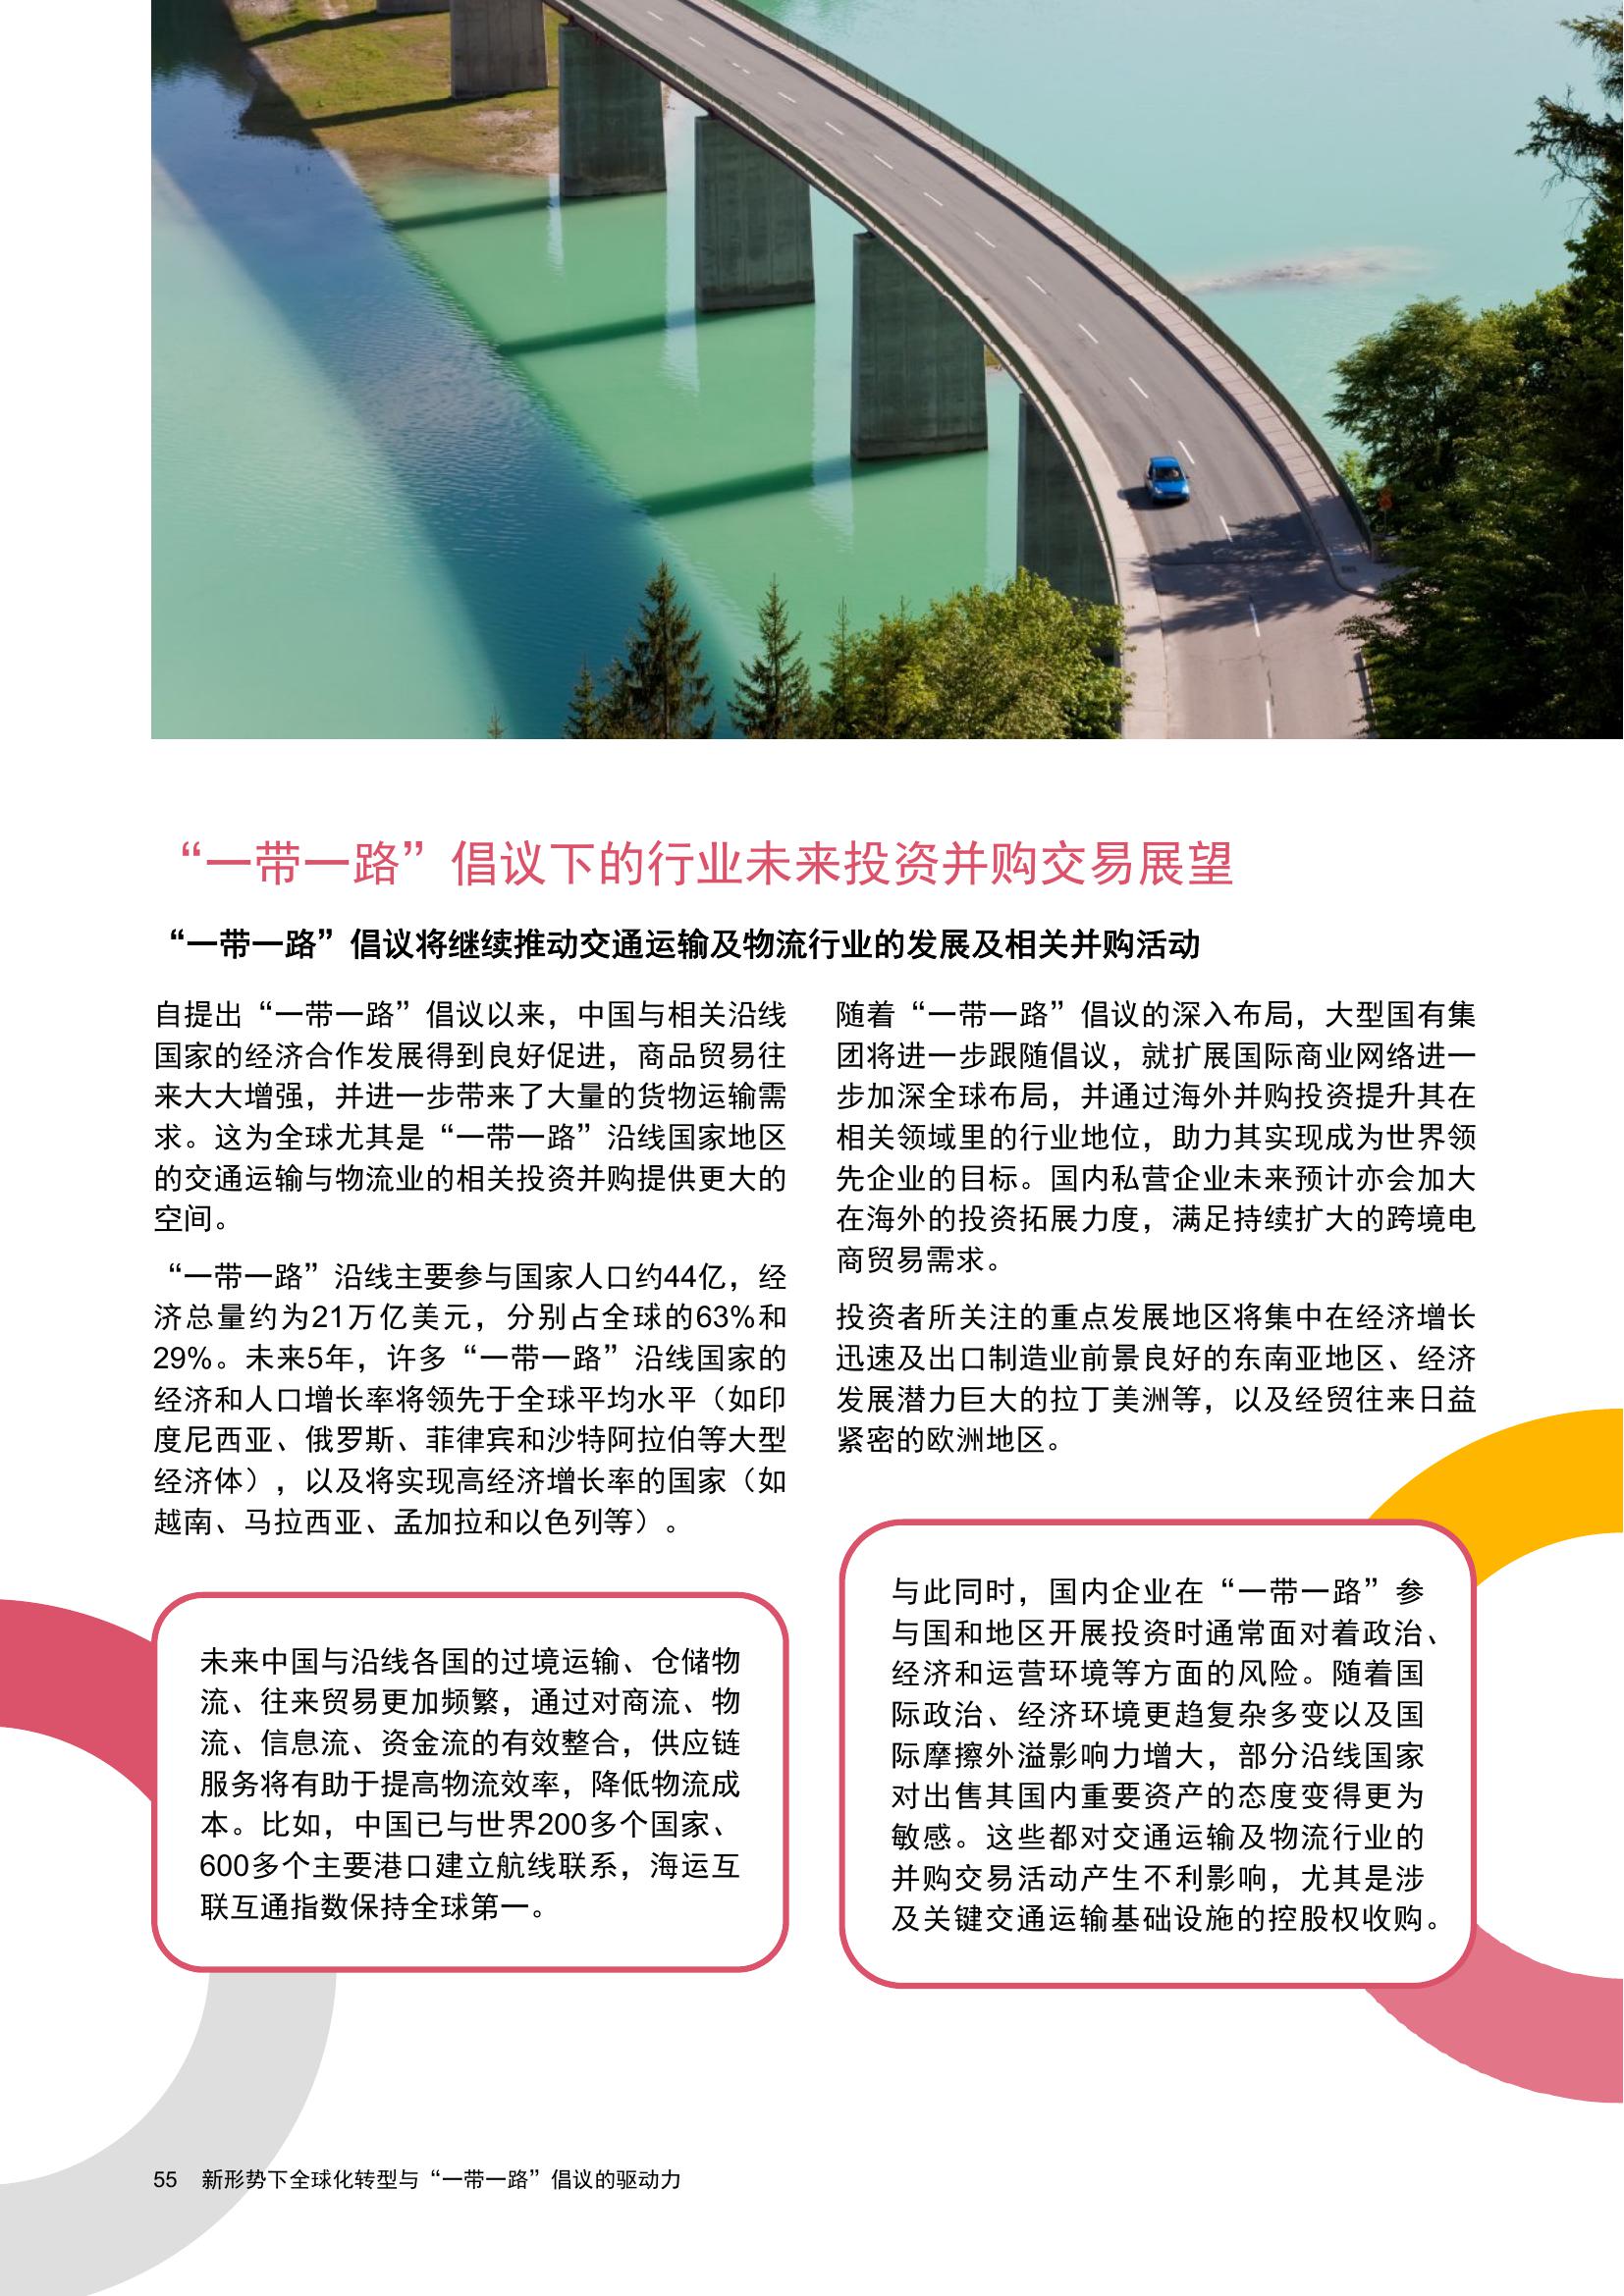 “一带一路”倡议下的行业未来投资并购交易展望
“一带一路”倡议将继续推动交通运输及物流行业的发展及相关并购活动
自提出“一带一路”倡议以来，中国与相关沿线
国家的经济合作发展得到良好促进，商品贸易往
来大大增强，并进一步带来了大量的货物运输需
求。这为全球尤其是“一带一路”沿线国家地区
的交通运输与物流业的相关投资并购提供更大的
空间。
“一带一路”沿线主要参与国家人口约44亿，经
济总量约为21万亿美元，分别占全球的63%和
29%。未来5年，许多“一带一路”沿线国家的
经济和人口增长率将领先于全球平均水平（如印
度尼西亚、俄罗斯、菲律宾和沙特阿拉伯等大型
经济体），以及将实现高经济增长率的国家（如
越南、马拉西亚、孟加拉和以色列等）。
未来中国与沿线各国的过境运输、仓储物
流、往来贸易更加频繁，通过对商流、物
流、信息流、资金流的有效整合，供应链
服务将有助于提高物流效率，降低物流成
本。比如，中国已与世界200多个国家、
600多个主要港口建立航线联系，海运互
联互通指数保持全球第一。
随着“一带一路”倡议的深入布局，大型国有集
团将进一步跟随倡议，就扩展国际商业网络进一
步加深全球布局，并通过海外并购投资提升其在
相关领域里的行业地位，助力其实现成为世界领
先企业的目标。国内私营企业未来预计亦会加大
在海外的投资拓展力度，满足持续扩大的跨境电
商贸易需求。
投资者所关注的重点发展地区将集中在经济增长
迅速及出口制造业前景良好的东南亚地区、经济
发展潜力巨大的拉丁美洲等，以及经贸往来日益
紧密的欧洲地区。
与此同时，国内企业在“一带一路”参
与国和地区开展投资时通常面对着政治、
经济和运营环境等方面的风险。随着国
际政治、经济环境更趋复杂多变以及国
际摩擦外溢影响力增大，部分沿线国家
对出售其国内重要资产的态度变得更为
敏感。这些都对交通运输及物流行业的
并购交易活动产生不利影响，尤其是涉
及关键交通运输基础设施的控股权收购。
55 新形势下全球化转型与“一带一路”倡议的驱动力